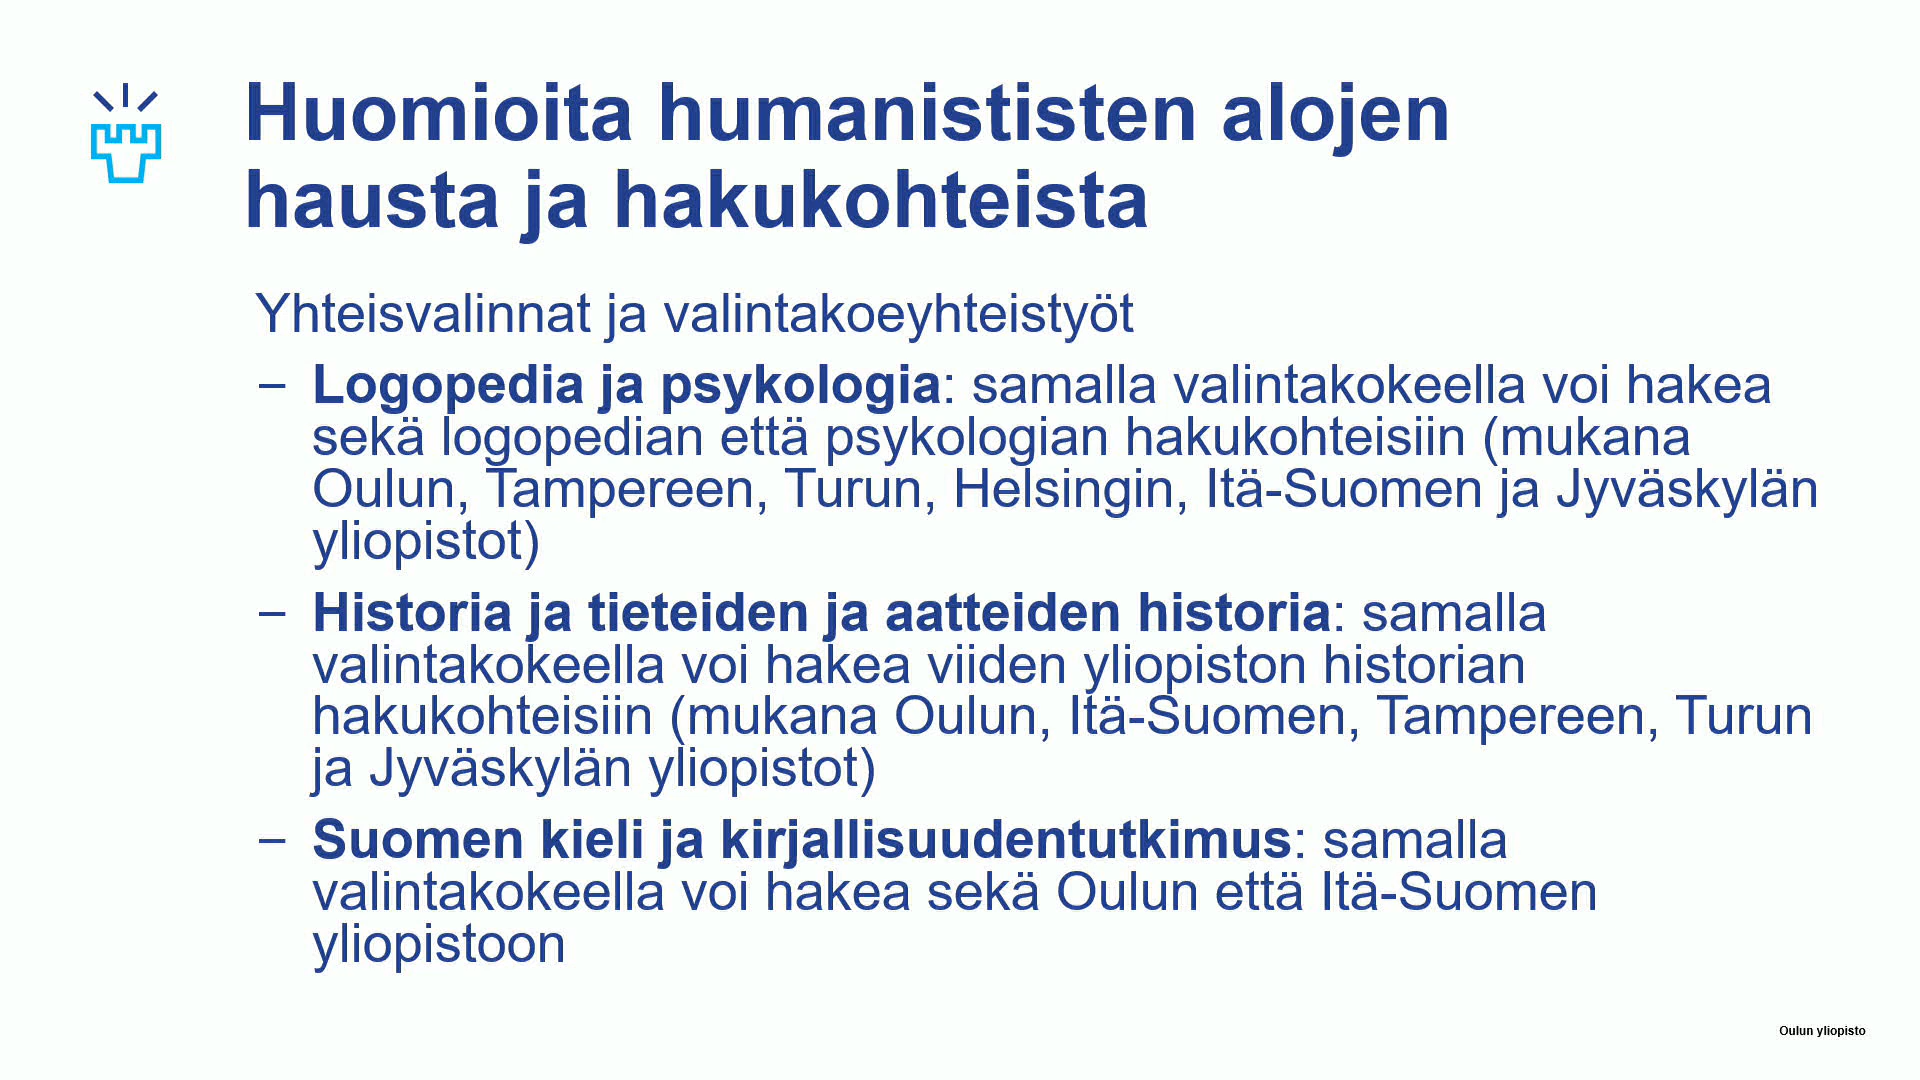 Huomioita humanististen alojen
hausta ja hakukohteista
Yhteisvalinnat ja valintakoeyhteistyöt
– Logopedia ja psykologia: samalla valintakokeella voi hakea
sekä logopedian että psykologian hakukohteisiin (mukana
Oulun, Tampereen, Turun, Helsingin, Itä-Suomen ja Jyväskylän
yliopistot)
– Historia ja tieteiden ja aatteiden historia: samalla
valintakokeella voi hakea viiden yliopiston historian
hakukohteisiin (mukana Oulun, Itä-Suomen, Tampereen, Turun
ja Jyväskylän yliopistot)
– Suomen kieli ja kirjallisuudentutkimus: samalla
valintakokeella voi hakea sekä Oulun että Itä-Suomen
yliopistoon
Oulun yliopisto